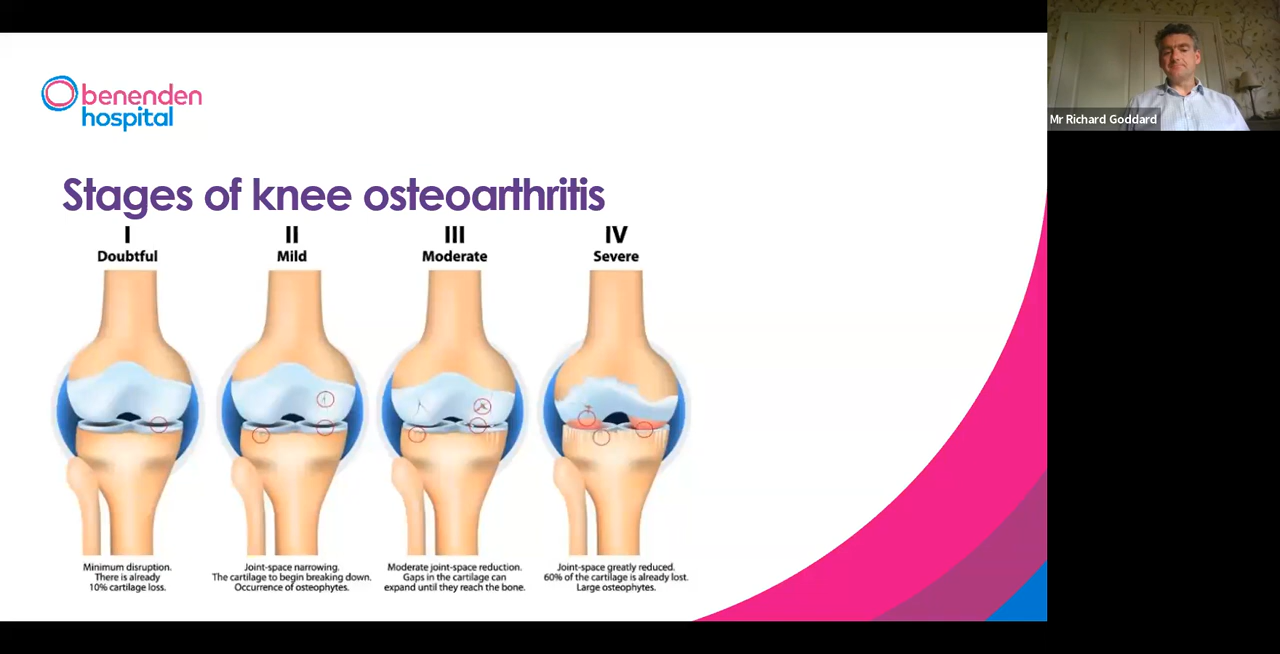 benenden
hospital
Mr Richard Goddard
Stages of knee osteoarthritis
I
Doubtful
II
Mild
III
Moderate
IV
Severe
Minimum disruption.
There is already
10% cartilage loss.
Joint-space narrowing.
The cartilage to begin breaking down.
Occurrence of osteophytes.
Moderate joint-space reduction.
Gaps in the cartilage can
expand until they reach the bone.
Joint-space greatly reduced.
60% of the cartilage is already lost.
Large osteophytes.